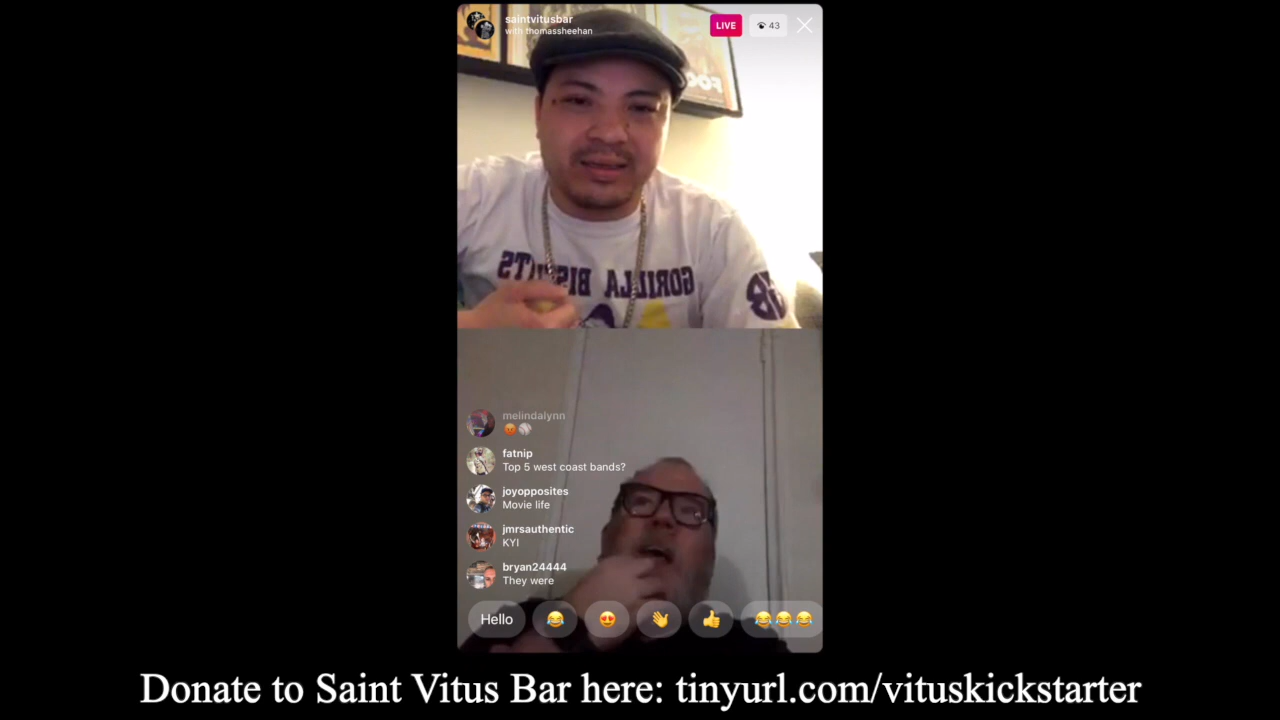 saintvitusbar
with thomassheehan
LIVE
43
GORILLA BISCUITS
GB
melindalynn
😡⚾
fatnip
Top 5 west coast bands?
joyopposites
Movie life
jmrsauthentic
KYI
bryan24444
They were
Hello 😂 😍 👋 👍 😂😂😂
Donate to Saint Vitus Bar here: tinyurl.com/vituskickstarter